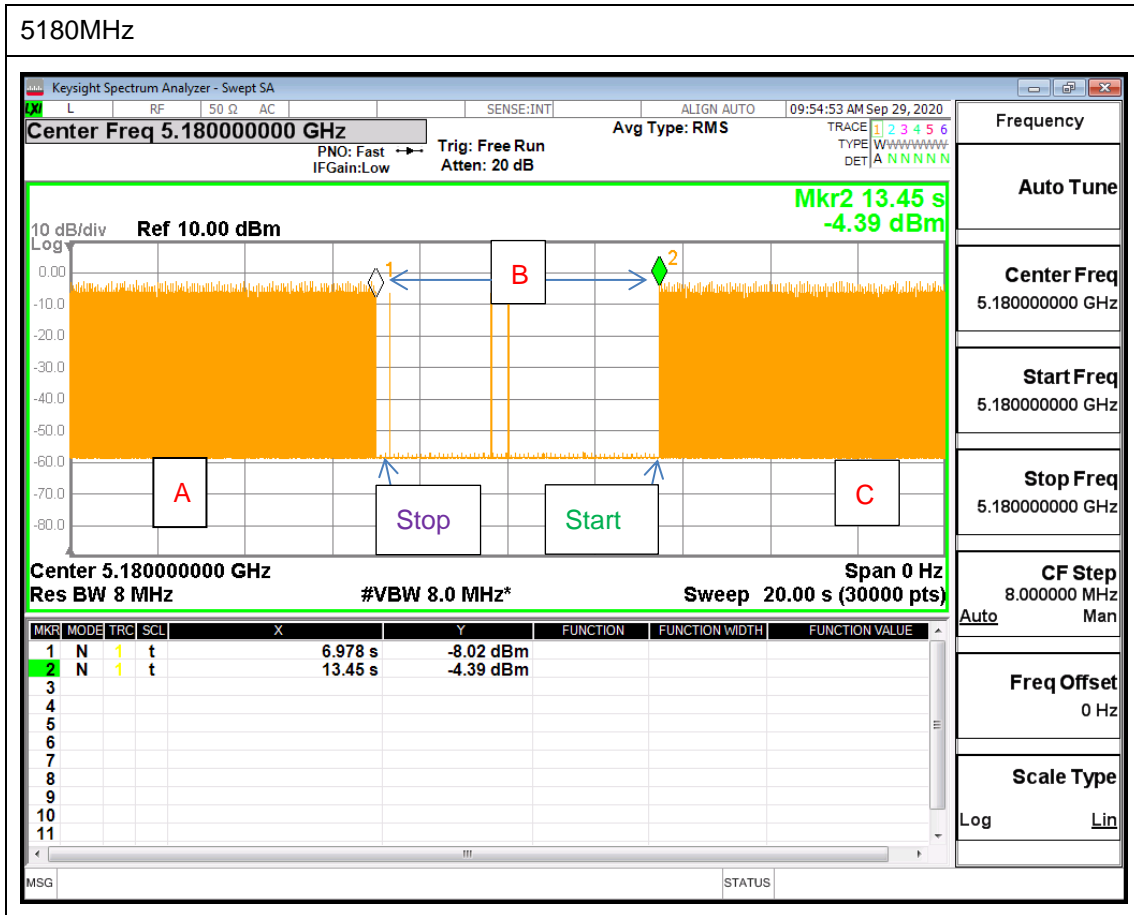 5180MHz
Keysight Spectrum Analyzer - Swept SA
LXI L RF 50 Ω AC SENSE:INT ALIGN AUTO 09:54:53 AM Sep 29, 2020
Center Freq 5.180000000 GHz
PNO: Fast
IFGain:Low
Trig: Free Run
Atten: 20 dB
Avg Type: RMS
TRACE 1 2 3 4 5 6
TYPE WWWWWW
DET A N N N N N
Mkr2 13.45 s
-4.39 dBm
10 dB/div Ref 10.00 dBm
Log
0.00
-10.0
-20.0
-30.0
-40.0
-50.0
-60.0
-70.0
-80.0
1
2
B
A
Stop
Start
C
Center 5.180000000 GHz Span 0 Hz
Res BW 8 MHz #VBW 8.0 MHz* Sweep 20.00 s (30000 pts)
MKR MODE TRC SCL X Y FUNCTION FUNCTION WIDTH FUNCTION VALUE
1 N 1 t 6.978 s -8.02 dBm
2 N 1 t 13.45 s -4.39 dBm
3
4
5
6
7
8
9
10
11
MSG STATUS
Frequency
Auto Tune
Center Freq
5.180000000 GHz
Start Freq
5.180000000 GHz
Stop Freq
5.180000000 GHz
CF Step
8.000000 MHz
Auto Man
Freq Offset
0 Hz
Scale Type
Log Lin